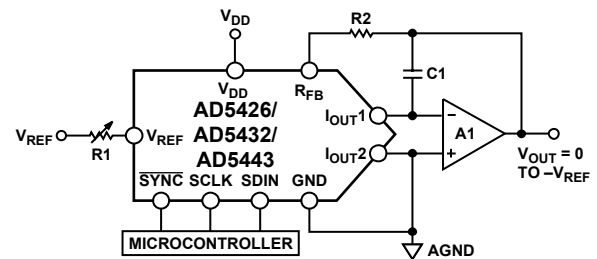 VDD
R2
C1
VDD
RFB
AD5426/
AD5432/
AD5443
IOUT1
IOUT2
VREF
R1
VREF
A1
−
+
SYNC SCLK SDIN GND
VOUT = 0
TO −VREF
MICROCONTROLLER
AGND